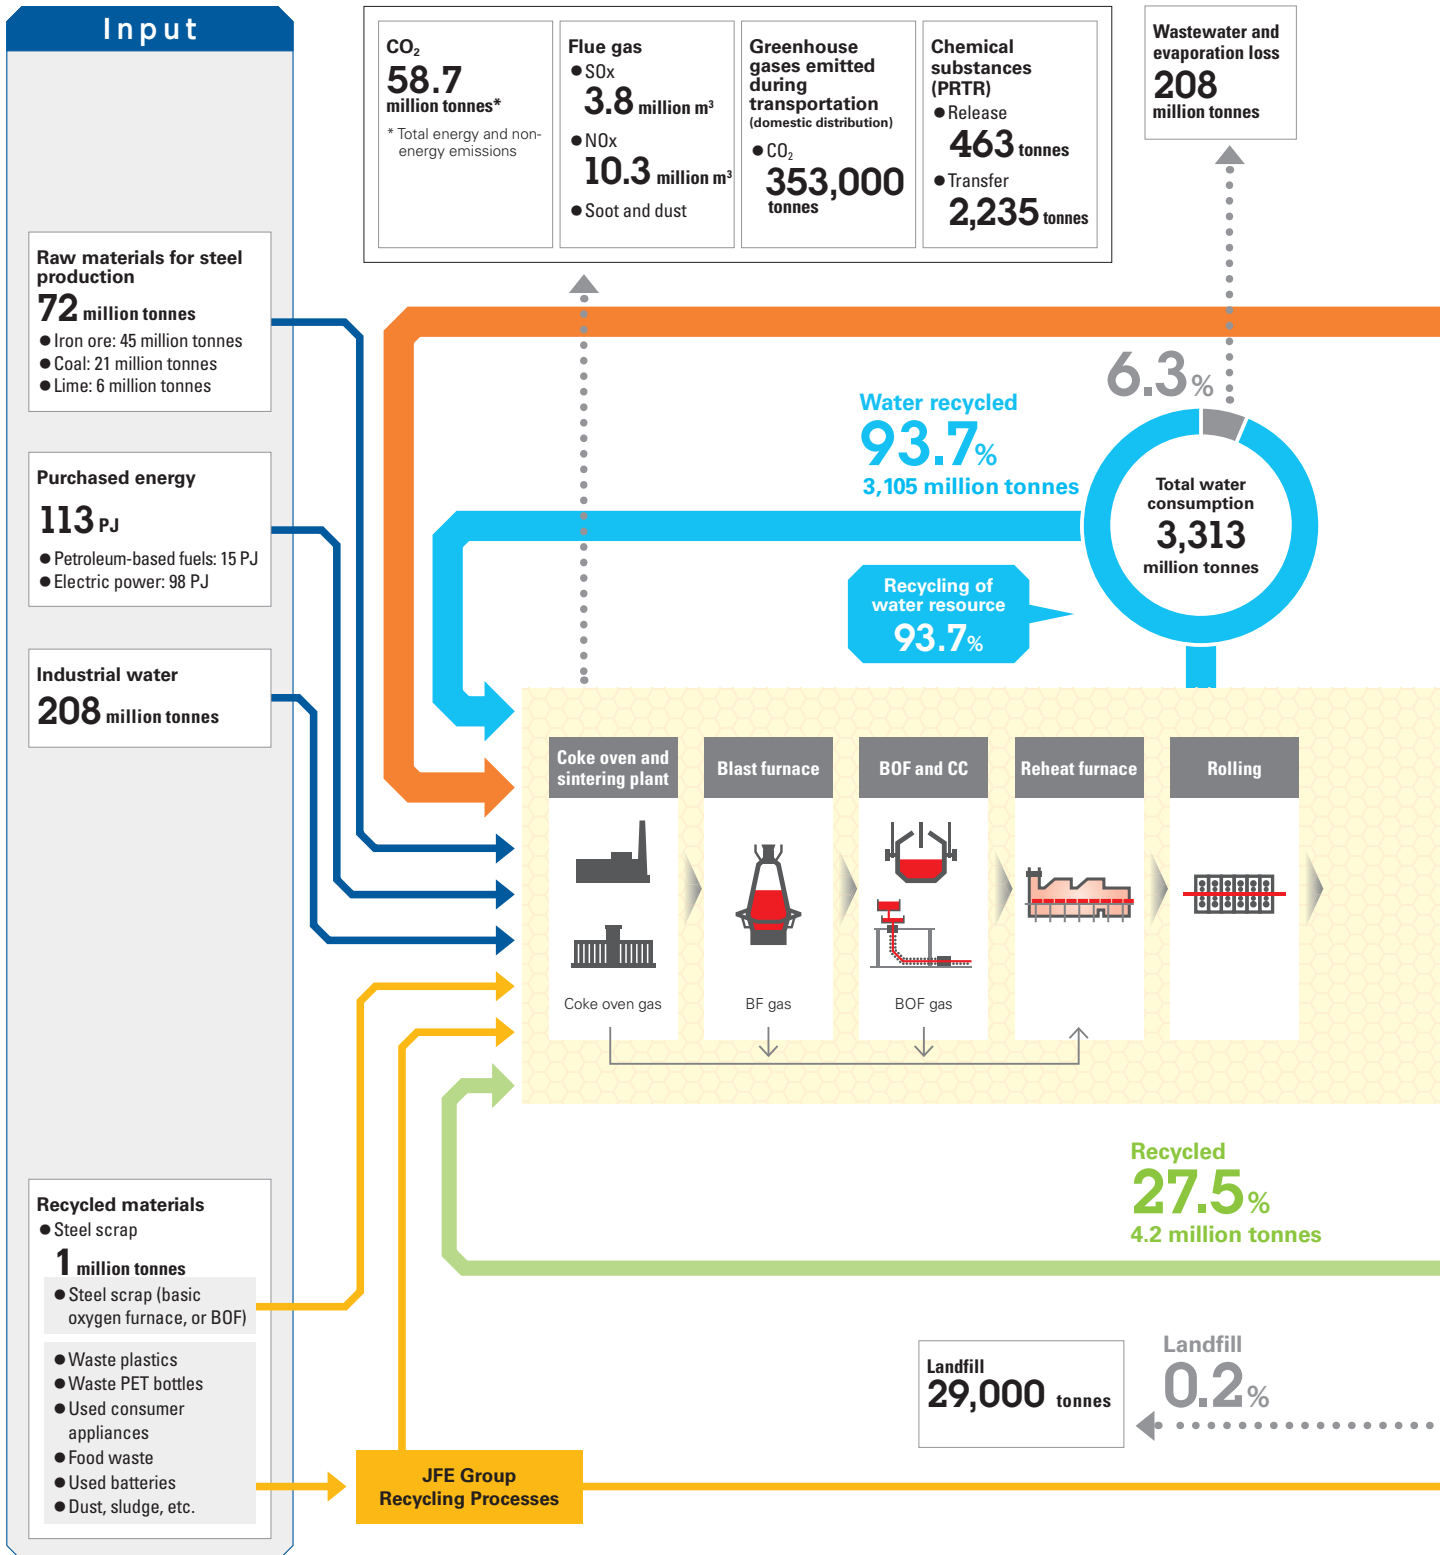 Input
Raw materials for steel
production
72 million tonnes
● Iron ore: 45 million tonnes
● Coal: 21 million tonnes
● Lime: 6 million tonnes
Purchased energy
113 PJ
● Petroleum-based fuels: 15 PJ
● Electric power: 98 PJ
Industrial water
208 million tonnes
Recycled materials
● Steel scrap
1 million tonnes
● Steel scrap (basic
oxygen furnace, or BOF)
● Waste plastics
● Waste PET bottles
● Used consumer
appliances
● Food waste
● Used batteries
● Dust, sludge, etc.
CO₂
58.7
million tonnes*
* Total energy and non-
energy emissions
Flue gas
● SOx
3.8 million m³
● NOx
10.3 million m³
● Soot and dust
Greenhouse
gases emitted
during
transportation
(domestic distribution)
● CO₂
353,000
tonnes
Chemical
substances
(PRTR)
● Release
463 tonnes
● Transfer
2,235 tonnes
Wastewater and
evaporation loss
208
million tonnes
6.3%
Water recycled
93.7%
3,105 million tonnes
Total water
consumption
3,313
million tonnes
Recycling of
water resource
93.7%
Coke oven and
sintering plant
Blast furnace
BOF and CC
Reheat furnace
Rolling
Coke oven gas
BF gas
BOF gas
Recycled
27.5%
4.2 million tonnes
Landfill
29,000 tonnes
Landfill
0.2%
JFE Group
Recycling Processes